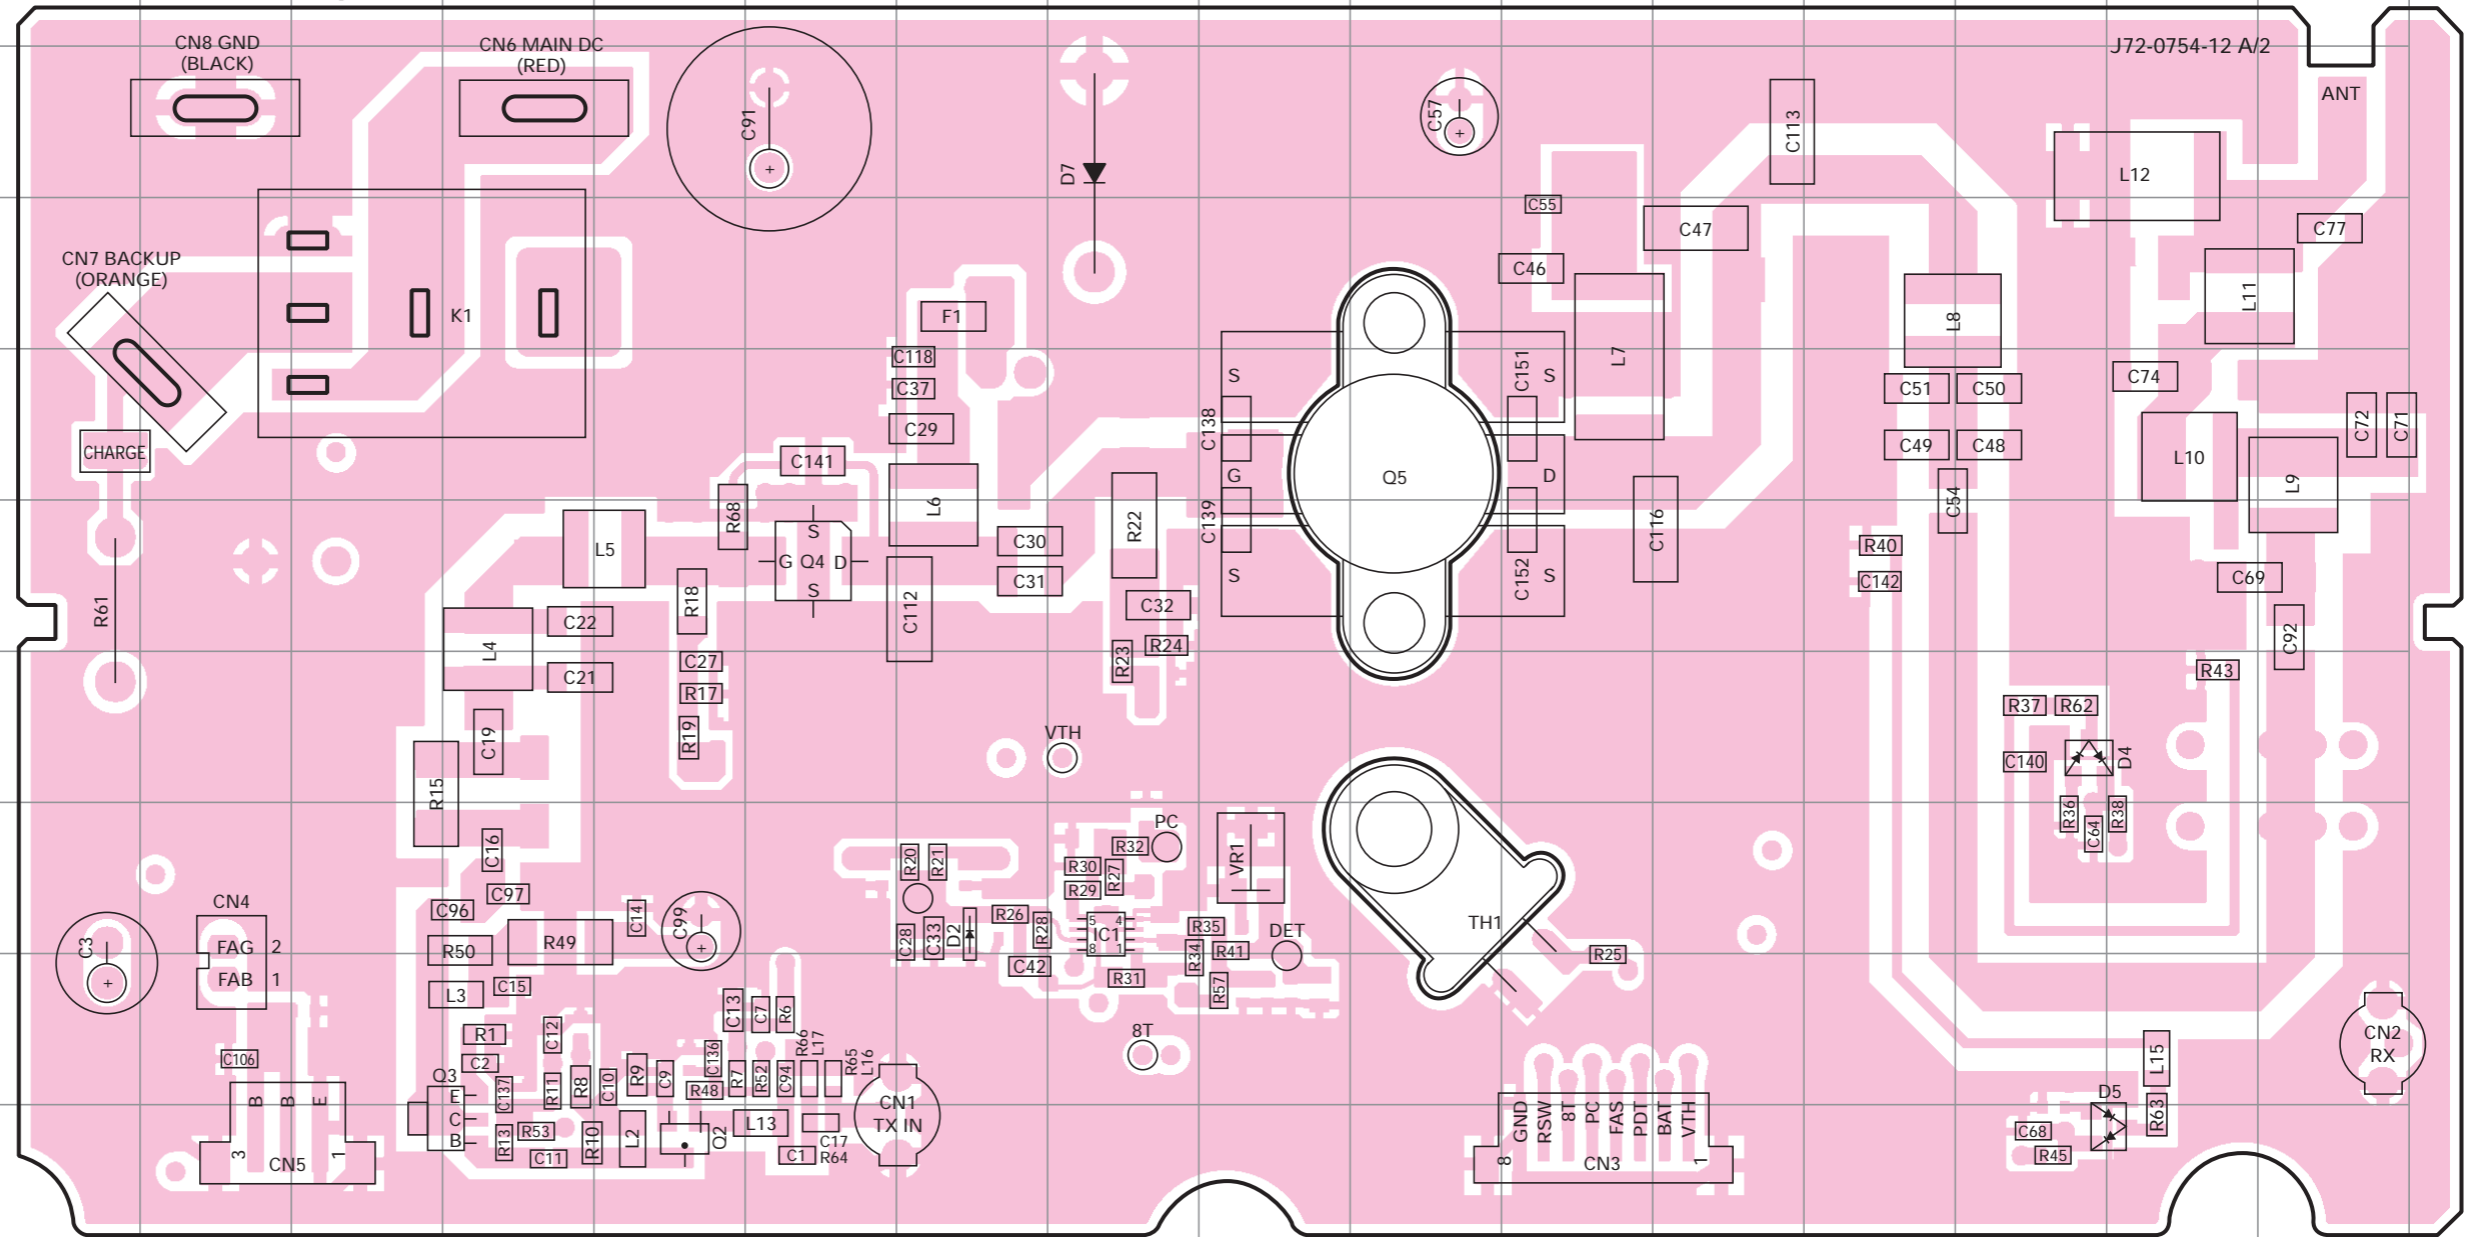 CN8 GND
(BLACK)
CN6 MAIN DC
(RED)
J72-0754-12 A/2
ANT
C91
D7
C57
C113
L12
C55
C47
C77
CN7 BACKUP
(ORANGE)
C46
K1
F1
L8
L11
C118
C37
C29
S
C151
S
L7
C74
C51
C50
CHARGE
C141
C138
C49
C48
C72
C71
L10
L9
G
Q5
D
R68
L6
C139
C54
R22
C116
L5
S
G Q4 D
S
C30
C31
S
C152
S
R40
C142
C69
R61
R18
C112
C32
C22
L4
C92
C27
R23
R24
C21
R17
R43
C19
R19
VTH
R37
R62
C140
D4
R15
R36
C64
R38
C16
R20
R21
R32
PC
R30
R27
R29
VR1
C97
C96
C14
C99
CN4
FAG 2
FAB 1
C3
R50
R49
C28
C33
D2
R26
R28
5 4
IC1
8 1
R35
R34
R41
DET
TH1
R25
C42
R31
R57
L3
C15
C13
C7
R6
8T
CN2
RX
R1
C12
C2
C106
C136
R66
L17
R65
L16
L15
Q3
E
C
B
C137
R11
R8
C10
R9
C9
R48
R7
R52
C94
B
B
E
3
CN5
1
R13
R53
C11
R10
L2
Q2
L13
C17
R64
C1
CN1
TX IN
GND
RSW
8T
PC
FAS
PDT
BAT
VTH
8
CN3
1
D5
R63
C68
R45